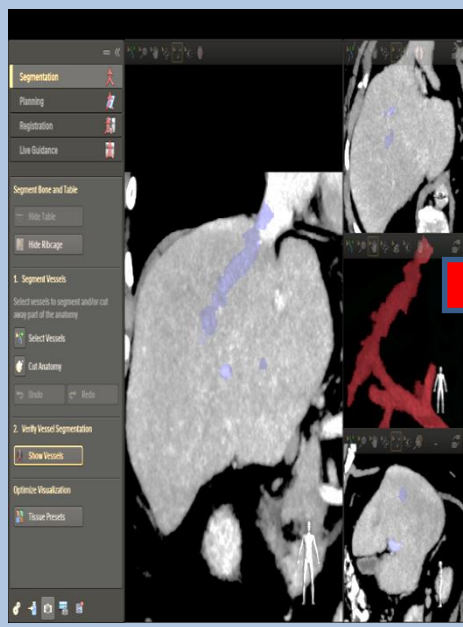 Segmentation
Planning
Registration
Live Guidance
Segment Bone and Table
Hide Table
Hide Ribcage
1. Segment Vessels
Select vessels to segment and/or cut
away part of the anatomy
Select Vessels
Cut Anatomy
Undo
Redo
2. Verify Vessel Segmentation
Show Vessels
Optimize Visualization
Tissue Presets